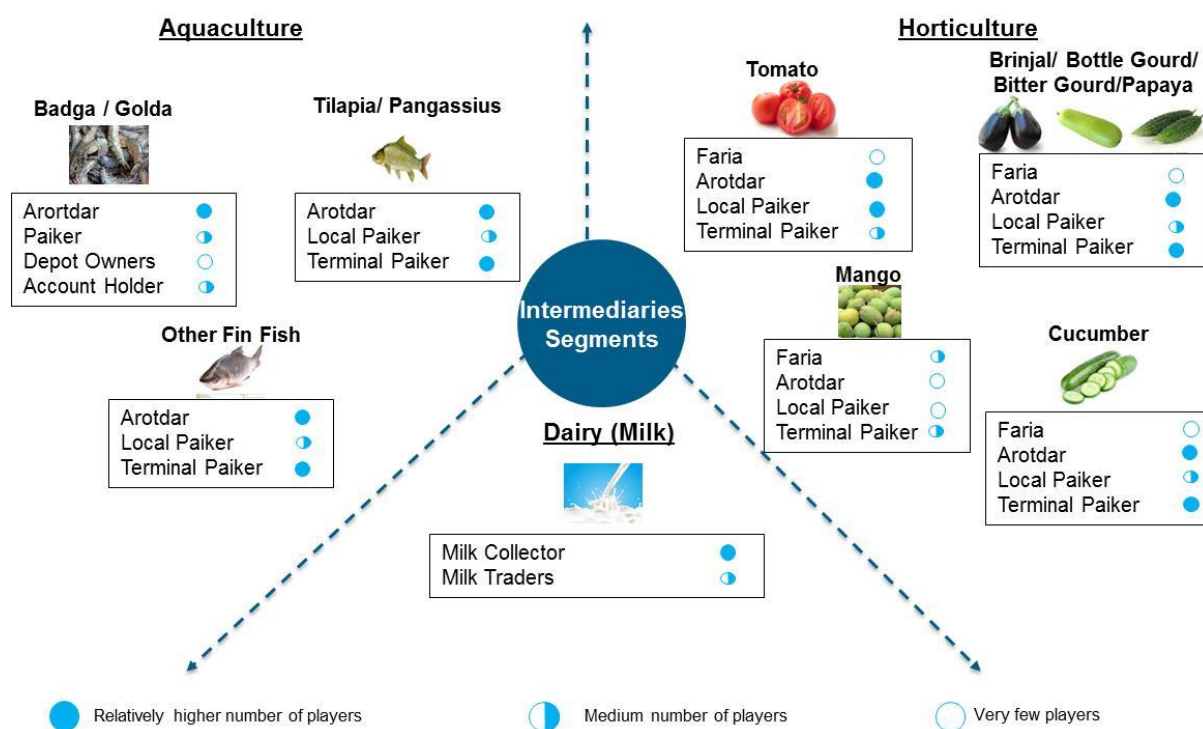 Aquaculture
Horticulture
Badga / Golda
Arortdar
Paiker
Depot Owners
Account Holder
Tilapia/ Pangassius
Arotdar
Local Paiker
Terminal Paiker
Other Fin Fish
Arotdar
Local Paiker
Terminal Paiker
Intermediaries
Segments
Dairy (Milk)
Milk Collector
Milk Traders
Tomato
Faria
Arotdar
Local Paiker
Terminal Paiker
Brinjal/ Bottle Gourd/
Bitter Gourd/Papaya
Faria
Arotdar
Local Paiker
Terminal Paiker
Mango
Faria
Arotdar
Local Paiker
Terminal Paiker
Cucumber
Faria
Arotdar
Local Paiker
Terminal Paiker
Relatively higher number of players
Medium number of players
Very few players